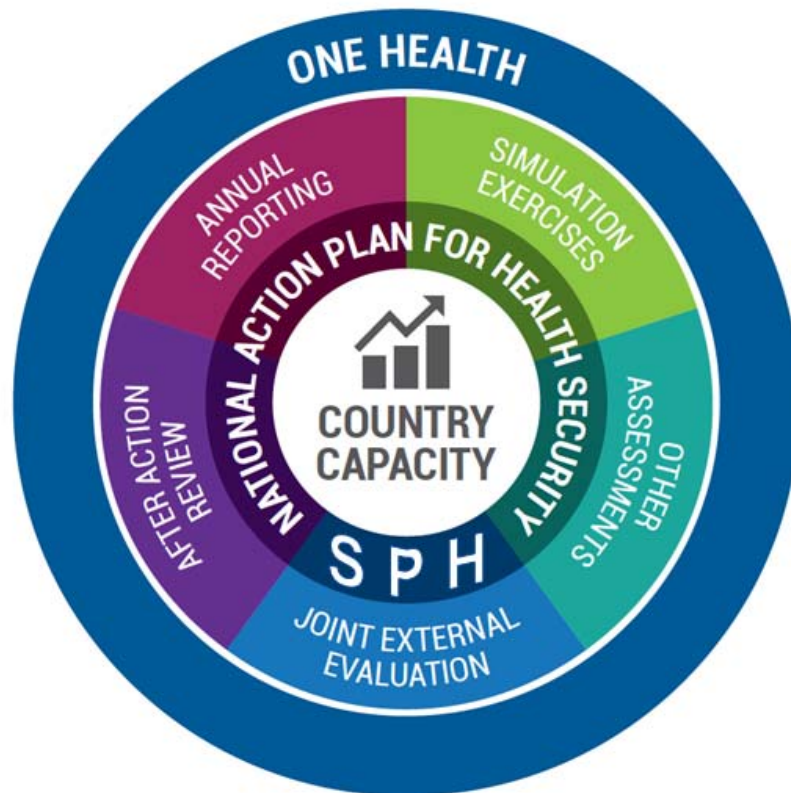 ONE HEALTH
ANNUAL
REPORTING
SIMULATION
EXERCISES
OTHER
ASSESSMENTS
JOINT EXTERNAL
EVALUATION
AFTER ACTION
REVIEW
NATIONAL ACTION PLAN FOR HEALTH SECURITY
SPH
COUNTRY
CAPACITY